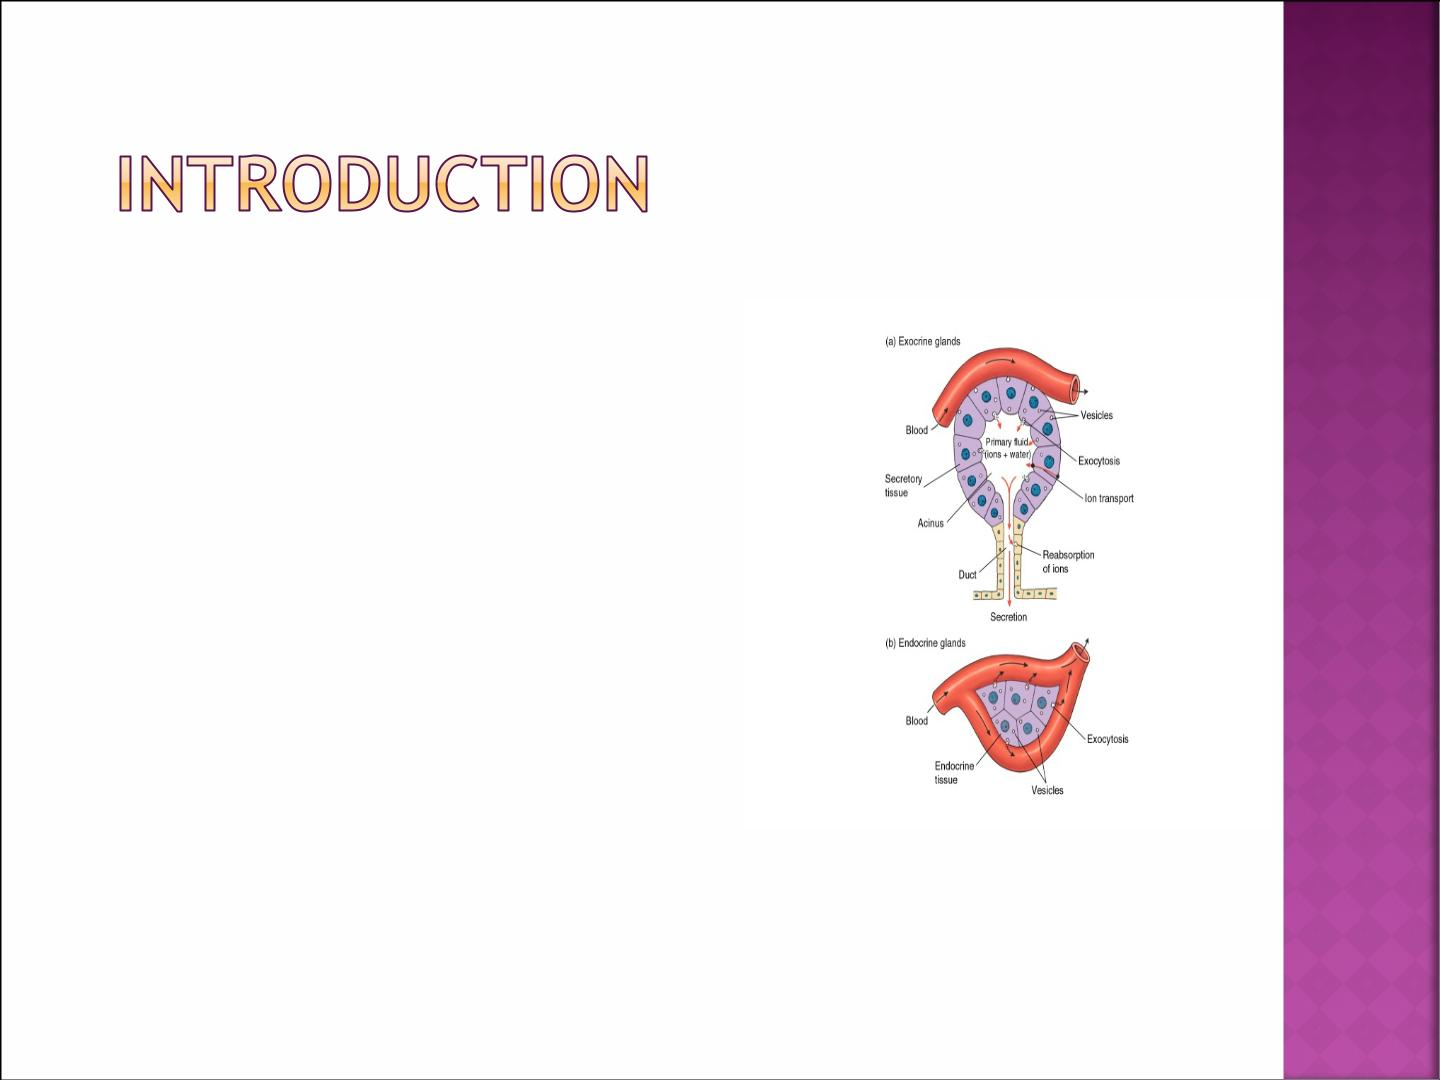 INTRODUCTION
(a) Exocrine glands
Vesicles
Blood
Primary fluid
(ions + water)
Exocytosis
Secretory
tissue
Ion transport
Acinus
Reabsorption
of ions
Duct
Secretion
(b) Endocrine glands
Blood
Exocytosis
Endocrine
tissue
Vesicles